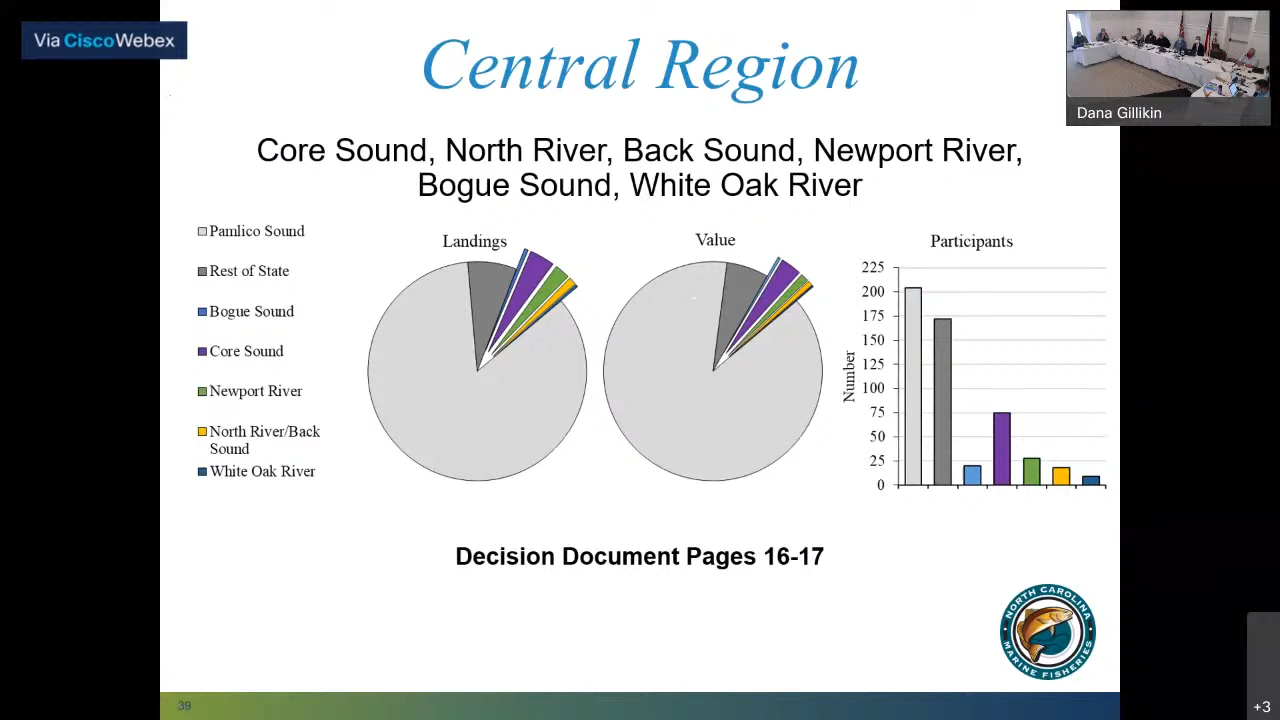 Via CiscoWebex
Central Region
Dana Gillikin
Core Sound, North River, Back Sound, Newport River,
Bogue Sound, White Oak River
Pamlico Sound
Rest of State
Bogue Sound
Core Sound
Newport River
North River/Back
Sound
White Oak River
Landings
Value
Participants
Number
225
200
175
150
125
100
75
50
25
0
Decision Document Pages 16-17
NORTH CAROLINA
MARINE FISHERIES
39
+3